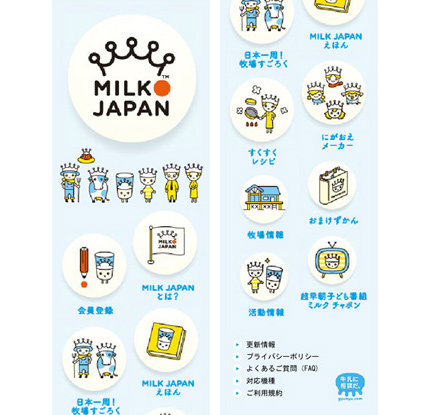 MILK
JAPAN
TM
MILK
JAPAN
会員登録
MILK JAPAN
とは?
日本一周!
牧場すごろく
MILK JAPAN
えほん
日本一周!
牧場すごろく
MILK JAPAN
えほん
すくすく
レシピ
にがおえ
メーカー
牧場情報
おまけずかん
活動情報
超早朝子ども番組
ミルク チャポン
更新情報
プライバシーポリシー
よくあるご質問 (FAQ)
対応機種
ご利用規約
牛乳に
相談だ。